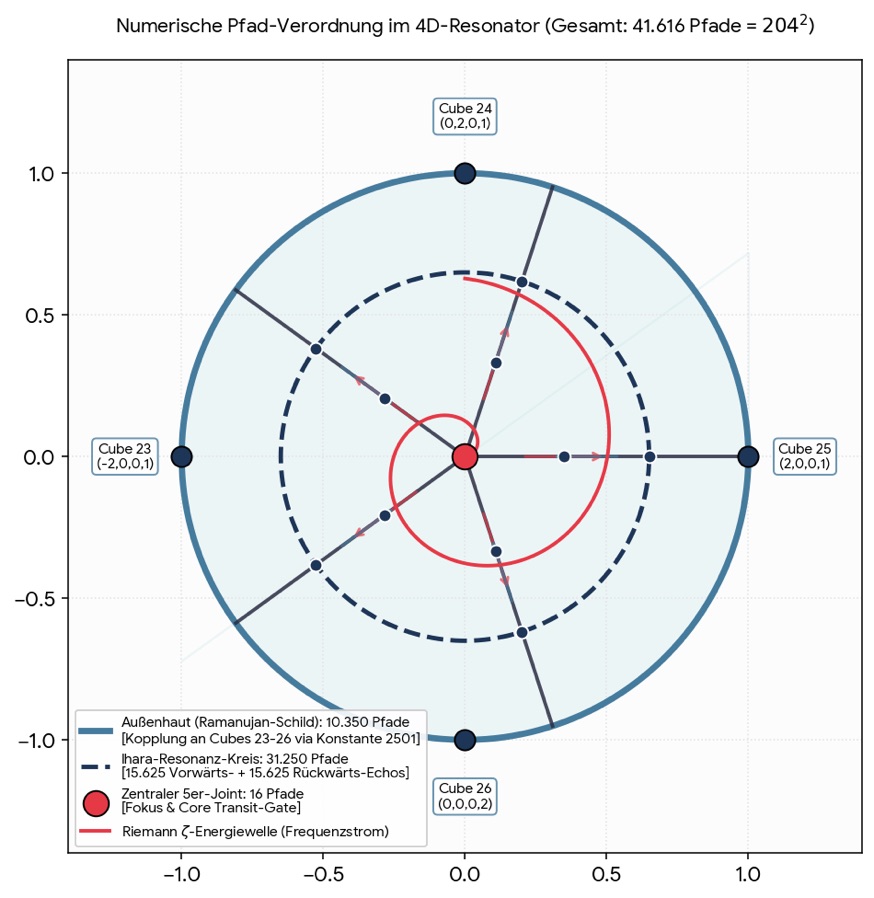 Numerische Pfad-Verordnung im 4D-Resonator (Gesamt: 41.616 Pfade = 204²)
Cube 24
(0,2,0,1)
1.0
0.5
Cube 23
(−2,0,0,1)
0.0
Cube 25
(2,0,0,1)
−0.5
Außenhaut (Ramanujan-Schild): 10.350 Pfade
[Kopplung an Cubes 23-26 via Konstante 2501]
−1.0
Ihara-Resonanz-Kreis: 31.250 Pfade
[15.625 Vorwärts- + 15.625 Rückwärts-Echos]
Zentraler 5er-Joint: 16 Pfade
[Fokus & Core Transit-Gate]
Riemann ζ-Energiewelle (Frequenzstrom)
Cube 26
(0,0,0,2)
−1.0 −0.5 0.0 0.5 1.0